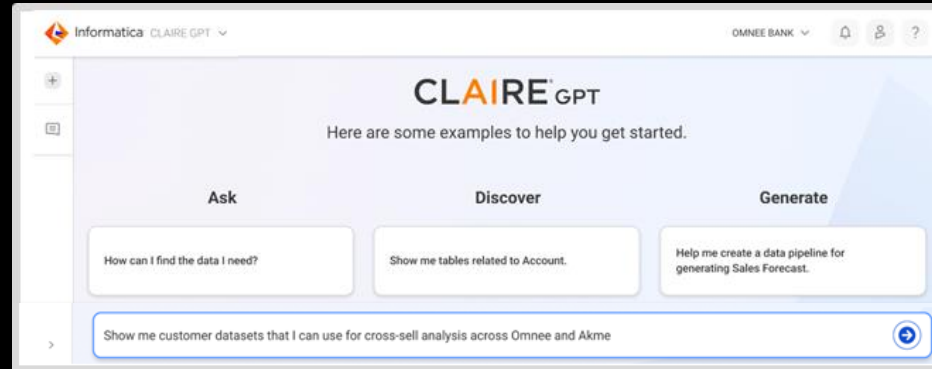 Informatica CLAIRE GPT
OMNEE BANK
?
CLAIRE GPT
Here are some examples to help you get started.
Ask
Discover
Generate
How can I find the data I need?
Show me tables related to Account.
Help me create a data pipeline for
generating Sales Forecast.
Show me customer datasets that I can use for cross-sell analysis across Omnee and Akme